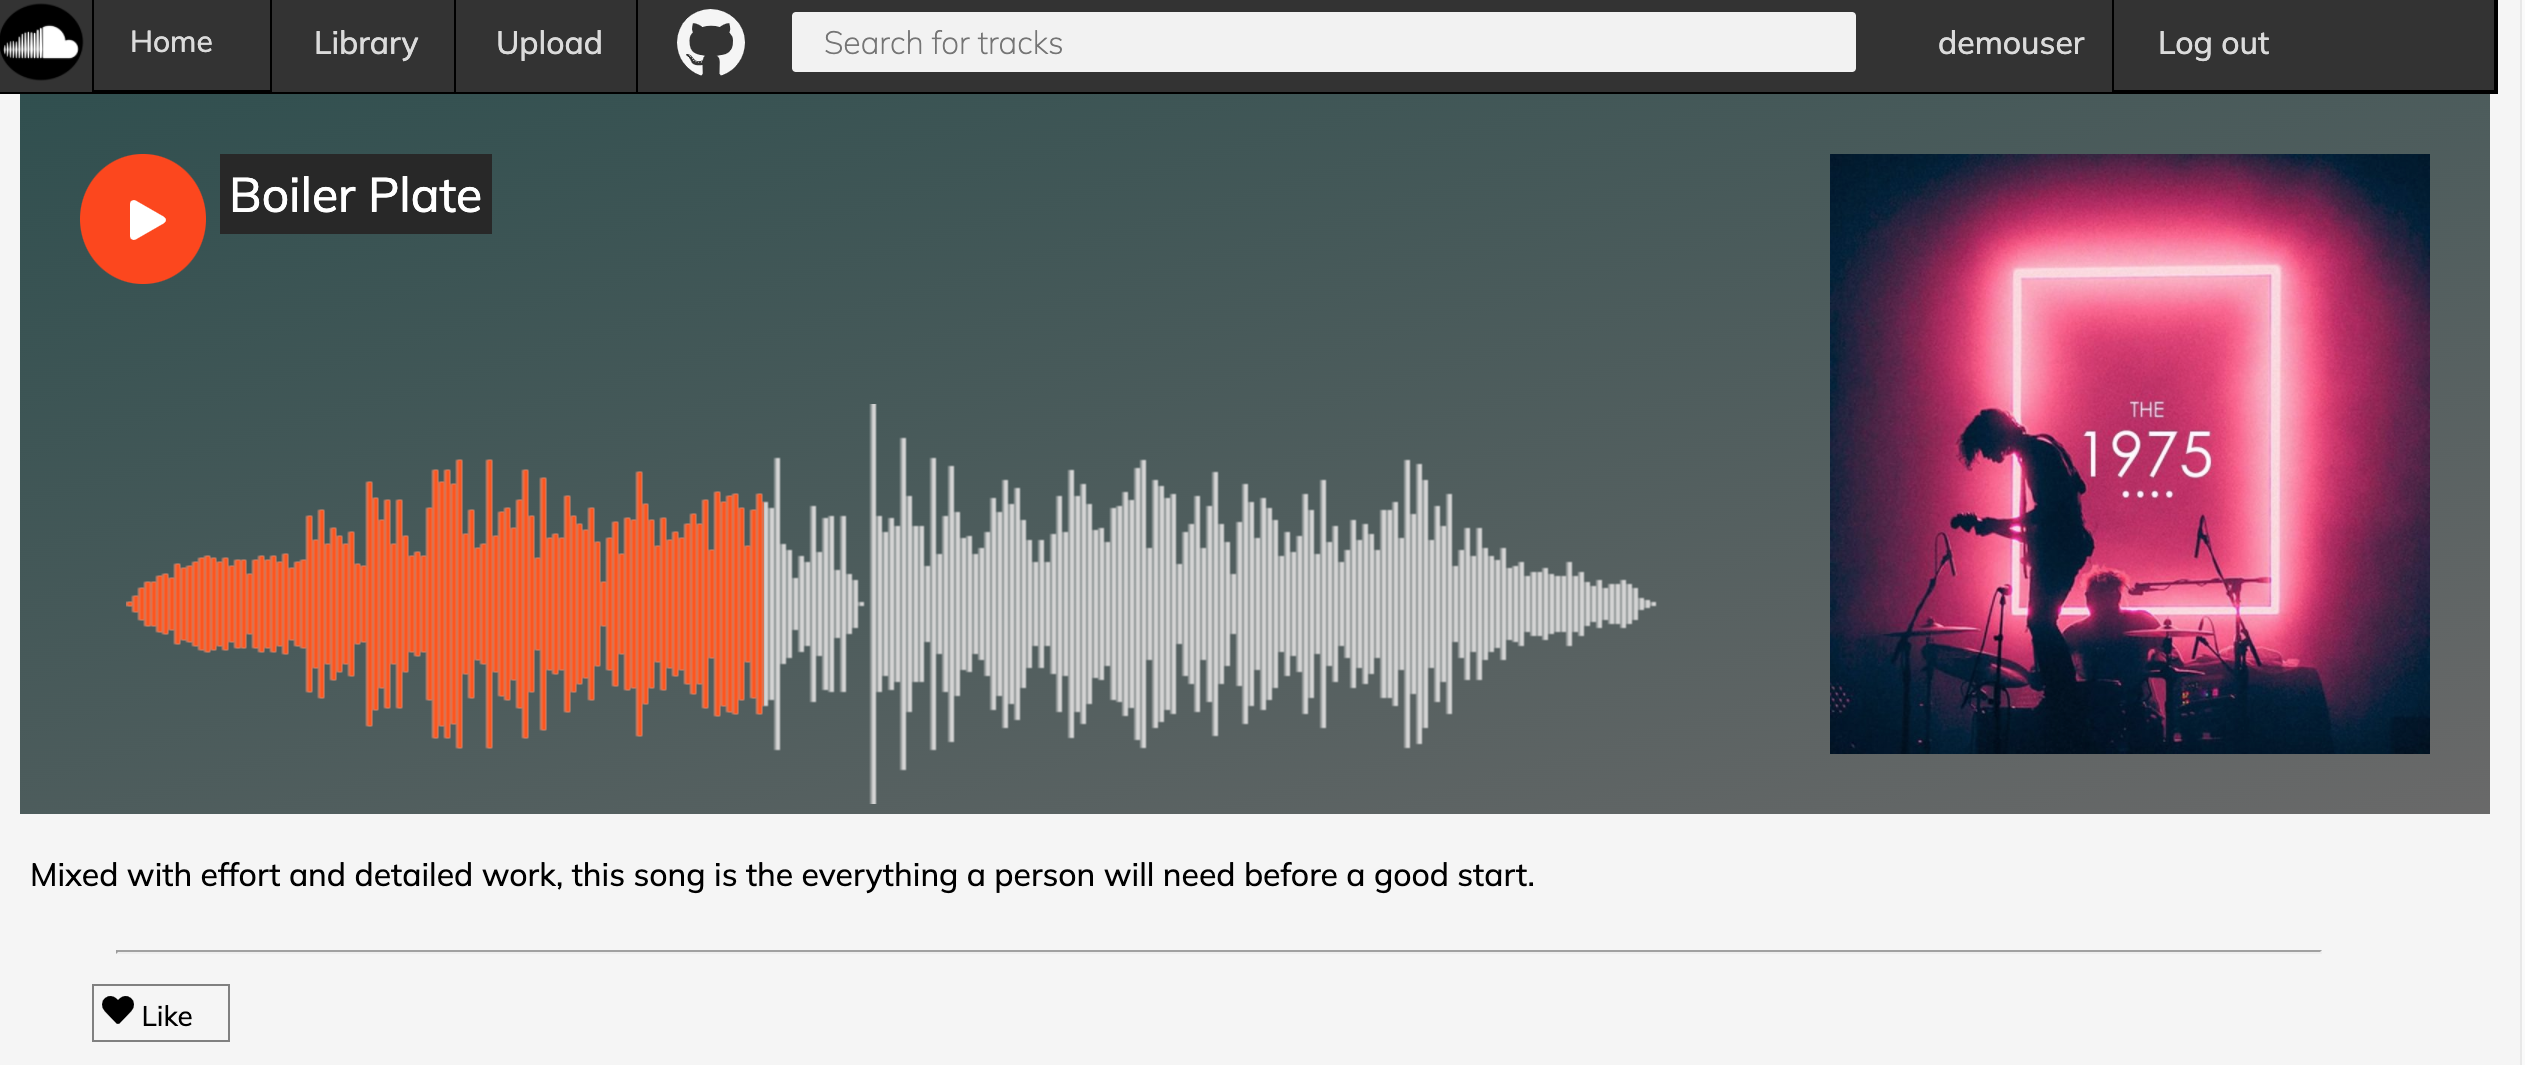 Home
Library
Upload
Search for tracks
demouser
Log out
Boiler Plate
THE
1975
Mixed with effort and detailed work, this song is the everything a person will need before a good start.
Like